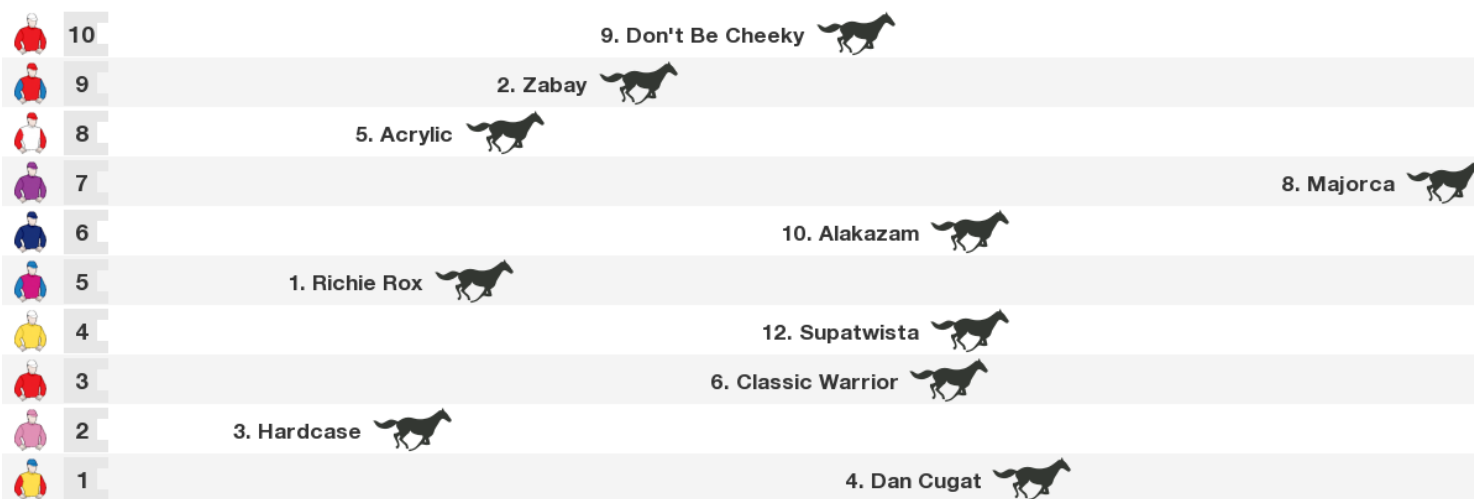 10 9. Don't Be Cheeky
9 2. Zabay
8 5. Acrylic
7 8. Majorca
6 10. Alakazam
5 1. Richie Rox
4 12. Supatwista
3 6. Classic Warrior
2 3. Hardcase
1 4. Dan Cugat